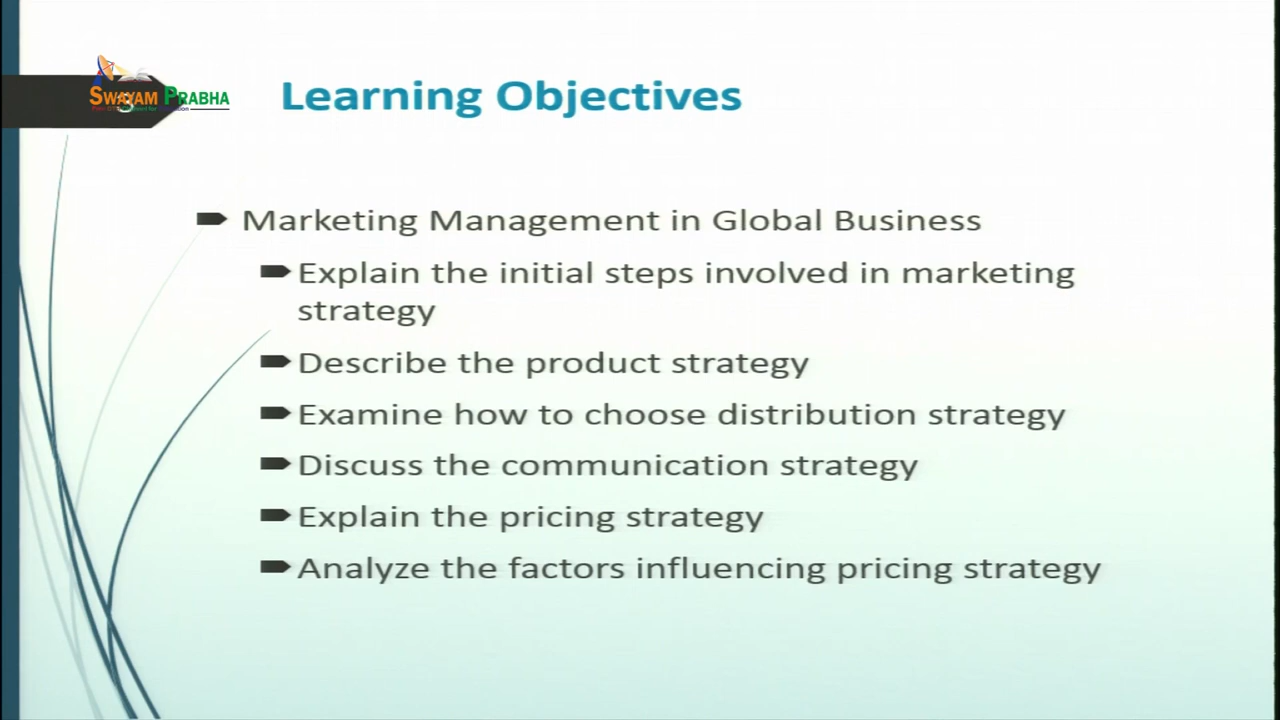 SWAYAM PRABHA
Learning Objectives
Marketing Management in Global Business
Explain the initial steps involved in marketing
strategy
Describe the product strategy
Examine how to choose distribution strategy
Discuss the communication strategy
Explain the pricing strategy
Analyze the factors influencing pricing strategy